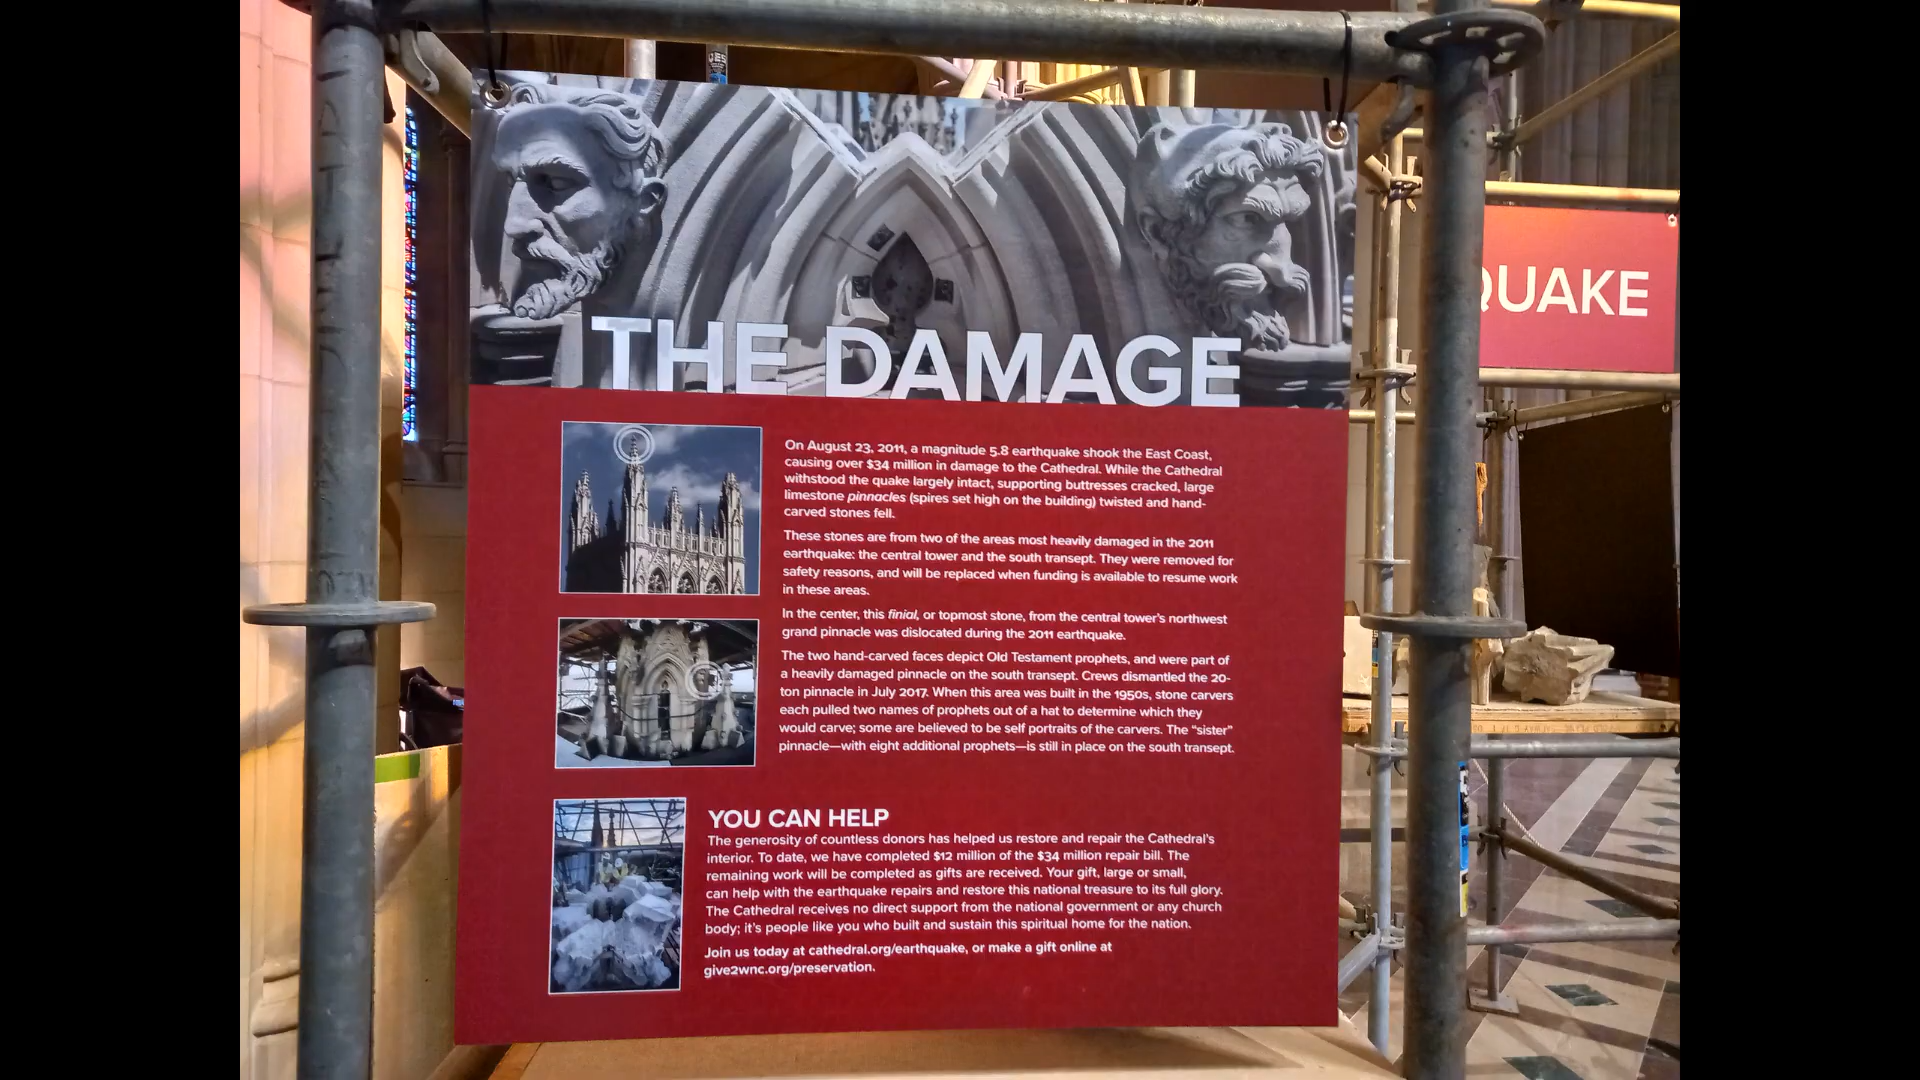 THE DAMAGE
On August 23, 2011, a magnitude 5.8 earthquake shook the East Coast,
causing over $34 million in damage to the Cathedral. While the Cathedral
withstood the quake largely intact, supporting buttresses cracked, large
limestone pinnacles (spires set high on the building) twisted and hand-
carved stones fell.
These stones are from two of the areas most heavily damaged in the 2011
earthquake: the central tower and the south transept. They were removed for
safety reasons, and will be replaced when funding is available to resume work
in these areas.
In the center, this finial, or topmost stone, from the central tower's northwest
grand pinnacle was dislocated during the 2011 earthquake.
The two hand-carved faces depict Old Testament prophets, and were part of
a heavily damaged pinnacle on the south transept. Crews dismantled the 20-
ton pinnacle in July 2017. When this area was built in the 1950s, stone carvers
each pulled two names of prophets out of a hat to determine which they
would carve; some are believed to be self portraits of the carvers. The "sister"
pinnacle—with eight additional prophets—is still in place on the south transept.
YOU CAN HELP
The generosity of countless donors has helped us restore and repair the Cathedral's
interior. To date, we have completed $12 million of the $34 million repair bill. The
remaining work will be completed as gifts are received. Your gift, large or small,
can help with the earthquake repairs and restore this national treasure to its full glory.
The Cathedral receives no direct support from the national government or any church
body; it's people like you who built and sustain this spiritual home for the nation.
Join us today at cathedral.org/earthquake, or make a gift online at
give2wnc.org/preservation.
QUAKE